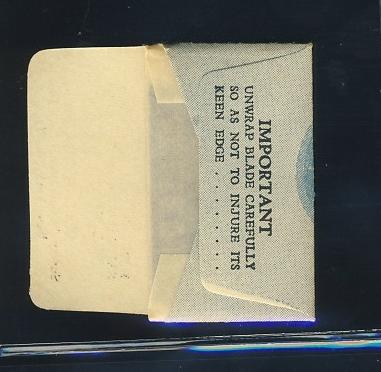 IMPORTANT
UNWRAP BLADE CAREFULLY
SO AS NOT TO INJURE ITS
KEEN EDGE . . . . . . . .